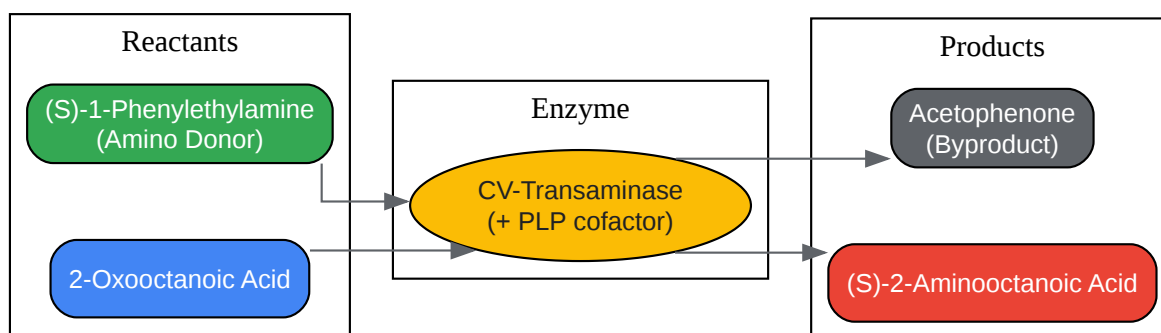 Reactants
(S)-1-Phenylethylamine
(Amino Donor)
2-Oxooctanoic Acid
Enzyme
CV-Transaminase
(+ PLP cofactor)
Products
Acetophenone
(Byproduct)
(S)-2-Aminooctanoic Acid